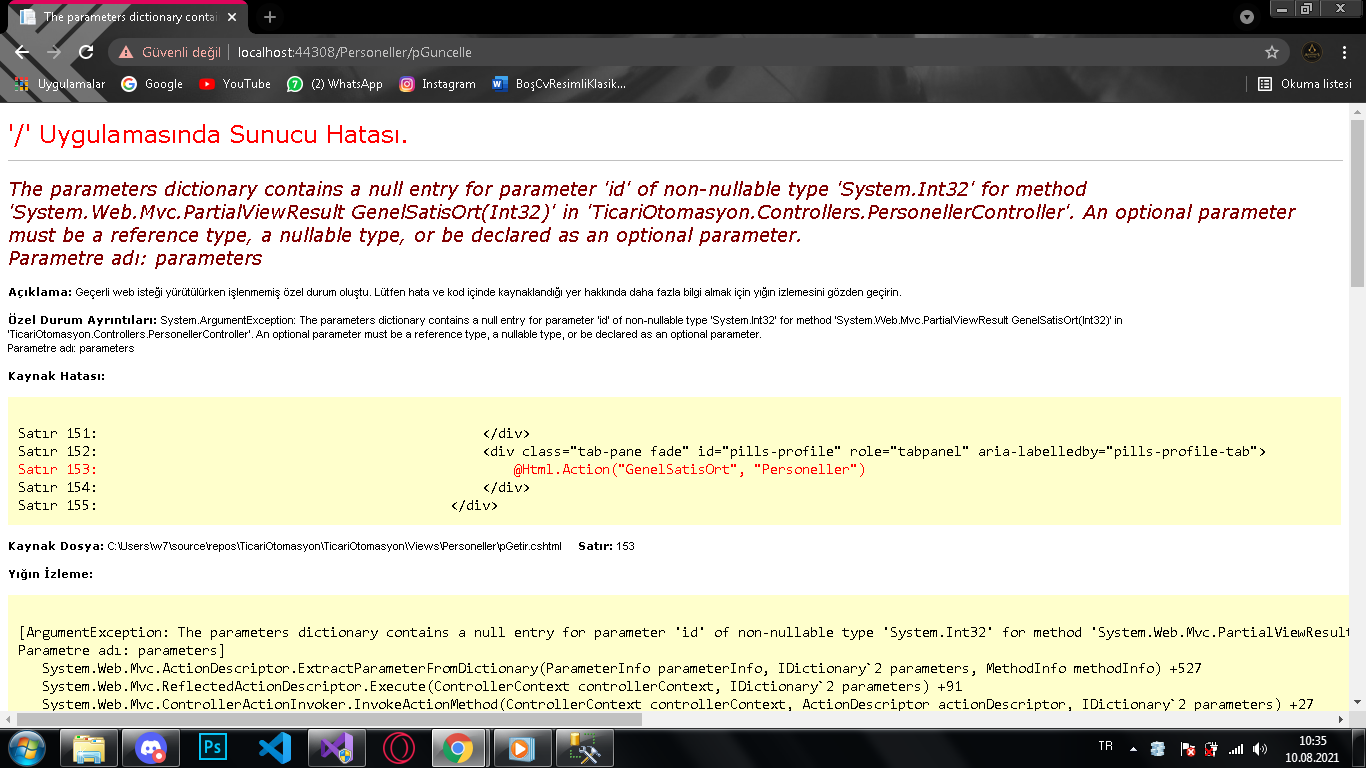 The parameters dictionary contai
Güvenli değil
localhost:44308/Personeller/pGuncelle
Uygulamalar
Google
YouTube
(2) WhatsApp
Instagram
BoşCvResimliKlasik...
Okuma listesi
'/' Uygulamasında Sunucu Hatası.
The parameters dictionary contains a null entry for parameter 'id' of non-nullable type 'System.Int32' for method
'System.Web.Mvc.PartialViewResult GenelSatisOrt(Int32)' in 'TicariOtomasyon.Controllers.PersonellerController'. An optional parameter
must be a reference type, a nullable type, or be declared as an optional parameter.
Parametre adı: parameters
Açıklama: Geçerli web isteği yürütülürken işlenmemiş özel durum oluştu. Lütfen hata ve kod içinde kaynaklandığı yer hakkında daha fazla bilgi almak için yığın izlemesini gözden geçirin.
Özel Durum Ayrıntıları: System.ArgumentException: The parameters dictionary contains a null entry for parameter 'id' of non-nullable type 'System.Int32' for method 'System.Web.Mvc.PartialViewResult GenelSatisOrt(Int32)' in
'TicariOtomasyon.Controllers.PersonellerController'. An optional parameter must be a reference type, a nullable type, or be declared as an optional parameter.
Parametre adı: parameters
Kaynak Hatası:
Satır 151: </div>
Satır 152: <div class="tab-pane fade" id="pills-profile" role="tabpanel" aria-labelledby="pills-profile-tab">
Satır 153: @Html.Action("GenelSatisOrt", "Personeller")
Satır 154: </div>
Satır 155: </div>
Kaynak Dosya: C:\Users\w7\source\repos\TicariOtomasyon\TicariOtomasyon\Views\Personeller\pGetir.cshtml Satır: 153
Yığın İzleme:
[ArgumentException: The parameters dictionary contains a null entry for parameter 'id' of non-nullable type 'System.Int32' for method 'System.Web.Mvc.PartialViewResult
Parametre adı: parameters]
System.Web.Mvc.ActionDescriptor.ExtractParameterFromDictionary(ParameterInfo parameterInfo, IDictionary`2 parameters, MethodInfo methodInfo) +527
System.Web.Mvc.ReflectedActionDescriptor.Execute(ControllerContext controllerContext, IDictionary`2 parameters) +91
System.Web.Mvc.ControllerActionInvoker.InvokeActionMethod(ControllerContext controllerContext, ActionDescriptor actionDescriptor, IDictionary`2 parameters) +27
Ps
TR
10:35
10.08.2021